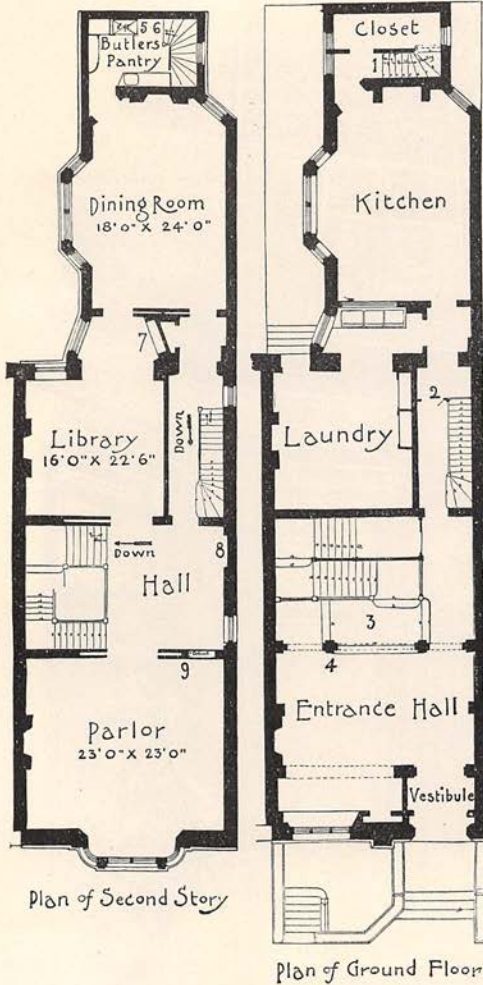 5 6
Butlers
Pantry
Dining Room
18'0" X 24'0"
7
Library
16'0" X 22'6"
Down
Down
Hall
8
9
Parlor
23'0" X 23'0"
Plan of Second Story
Closet
1
Kitchen
2
Laundry
3
4
Entrance Hall
Vestibule
Plan of Ground Floor